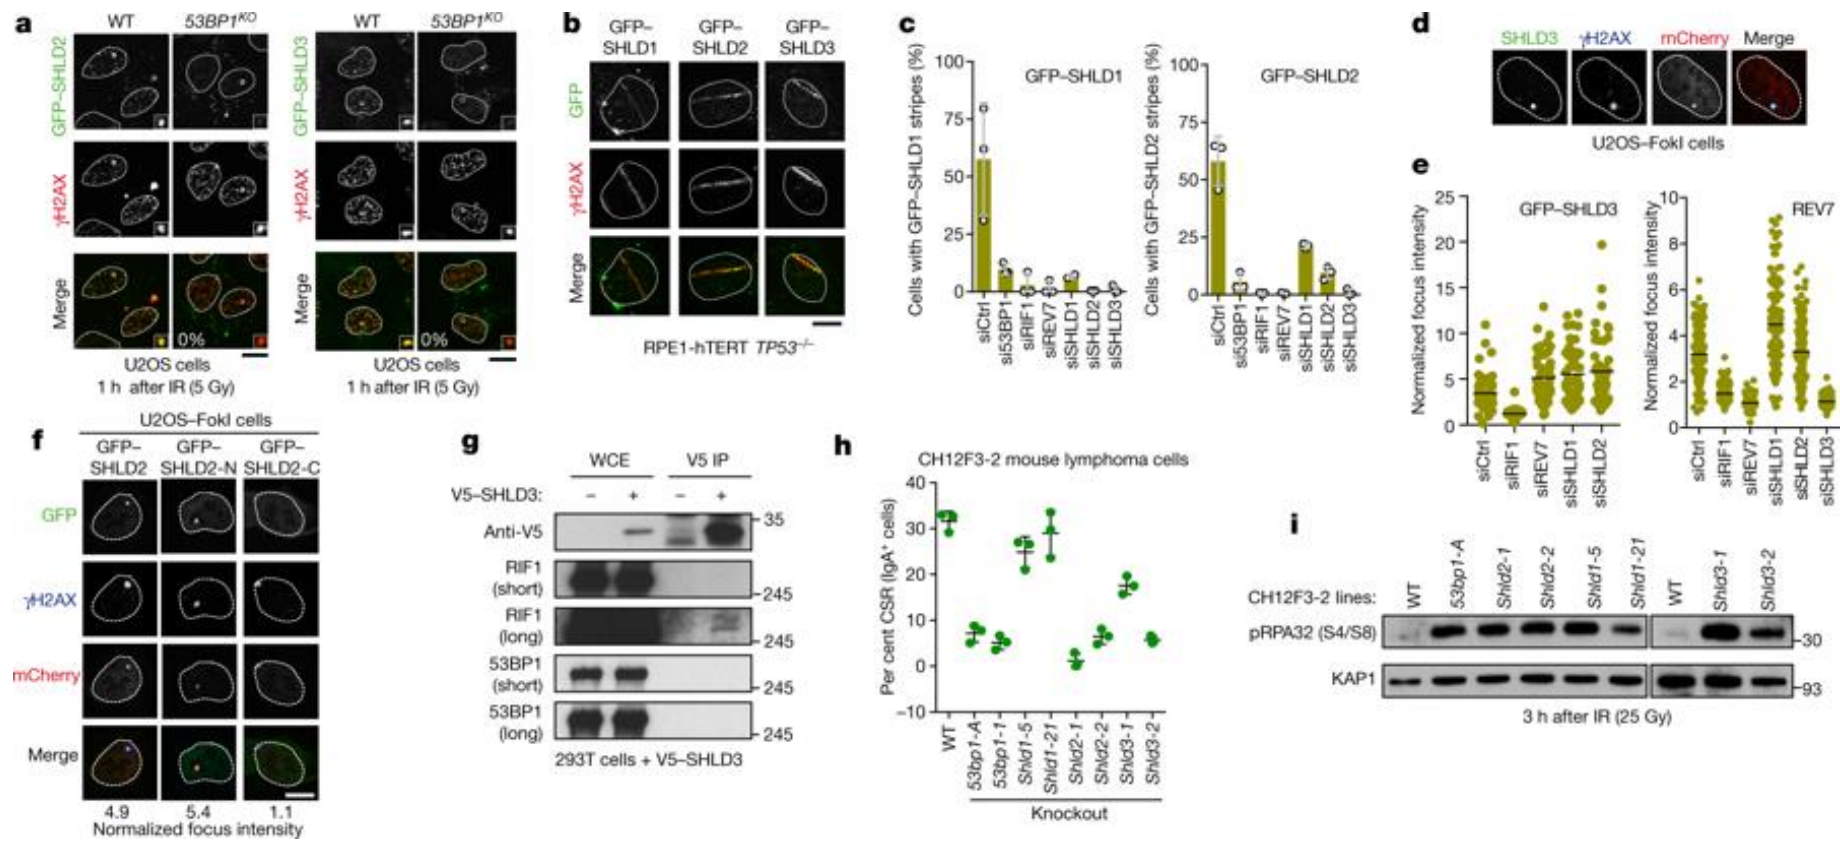 a
WT
53BP1KO
GFP–SHLD2
γH2AX
Merge
0%
U2OS cells
1 h after IR (5 Gy)
WT
53BP1KO
GFP–SHLD3
γH2AX
Merge
0%
U2OS cells
1 h after IR (5 Gy)
b
GFP–
SHLD1
GFP–
SHLD2
GFP–
SHLD3
GFP
γH2AX
Merge
RPE1-hTERT TP53–/–
c
Cells with GFP–SHLD1 stripes (%)
100
75
50
25
0
GFP–SHLD1
siCtrl
si53BP1
siRIF1
siREV7
siSHLD1
siSHLD2
siSHLD3
Cells with GFP–SHLD2 stripes (%)
100
75
50
25
0
GFP–SHLD2
siCtrl
si53BP1
siRIF1
siREV7
siSHLD1
siSHLD2
siSHLD3
d
SHLD3
γH2AX
mCherry
Merge
U2OS–FokI cells
e
Normalized focus intensity
25
20
15
10
5
0
GFP–SHLD3
siCtrl
siRIF1
siREV7
siSHLD1
siSHLD2
Normalized focus intensity
10
8
6
4
2
0
REV7
siCtrl
siRIF1
siREV7
siSHLD1
siSHLD2
siSHLD3
f
U2OS–FokI cells
GFP–
SHLD2
GFP–
SHLD2-N
GFP–
SHLD2-C
GFP
γH2AX
mCherry
Merge
4.9
5.4
1.1
Normalized focus intensity
g
WCE
V5 IP
V5–SHLD3:
– + – +
Anti-V5
35
RIF1
(short)
245
RIF1
(long)
245
53BP1
(short)
245
53BP1
(long)
245
293T cells + V5–SHLD3
h
CH12F3-2 mouse lymphoma cells
Per cent CSR (IgA+ cells)
40
30
20
10
0
–10
WT
53bp1-A
53bp1-1
Shld1-5
Shld1-21
Shld2-1
Shld2-2
Shld3-1
Shld3-2
Knockout
i
CH12F3-2 lines:
WT
53bp1-A
Shld2-1
Shld2-2
Shld1-5
Shld1-21
WT
Shld3-1
Shld3-2
pRPA32 (S4/S8)
30
KAP1
93
3 h after IR (25 Gy)